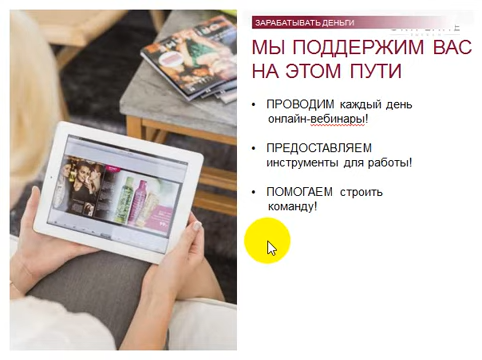 ЗАРАБАТЫВАТЬ ДЕНЬГИ
МЫ ПОДДЕРЖИМ ВАС
НА ЭТОМ ПУТИ
• ПРОВОДИМ каждый день
онлайн-вебинары!
• ПРЕДОСТАВЛЯЕМ
инструменты для работы!
• ПОМОГАЕМ строить
команду!